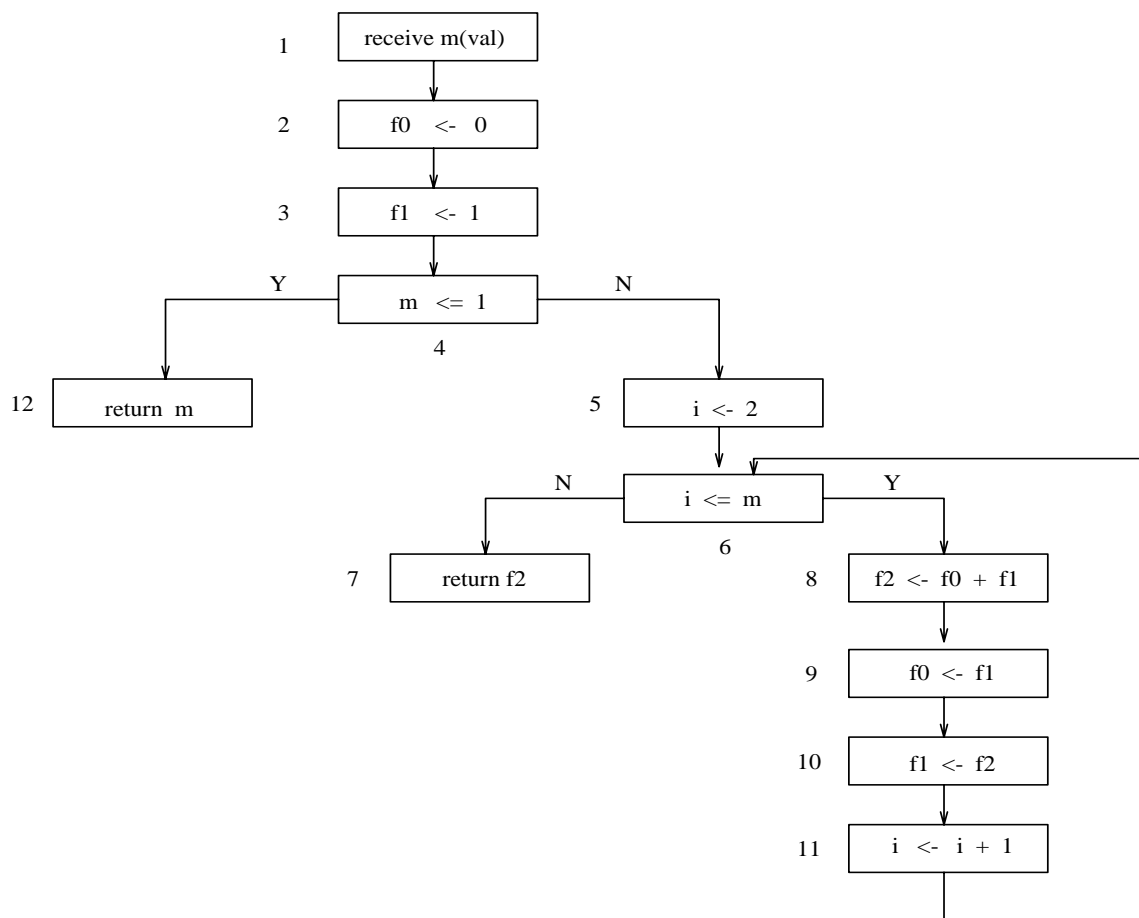 1 receive m(val)
2 f0 <- 0
3 f1 <- 1
Y m <= 1 N
4
12 return m
5 i <- 2
N i <= m Y
6
7 return f2
8 f2 <- f0 + f1
9 f0 <- f1
10 f1 <- f2
11 i <- i + 1